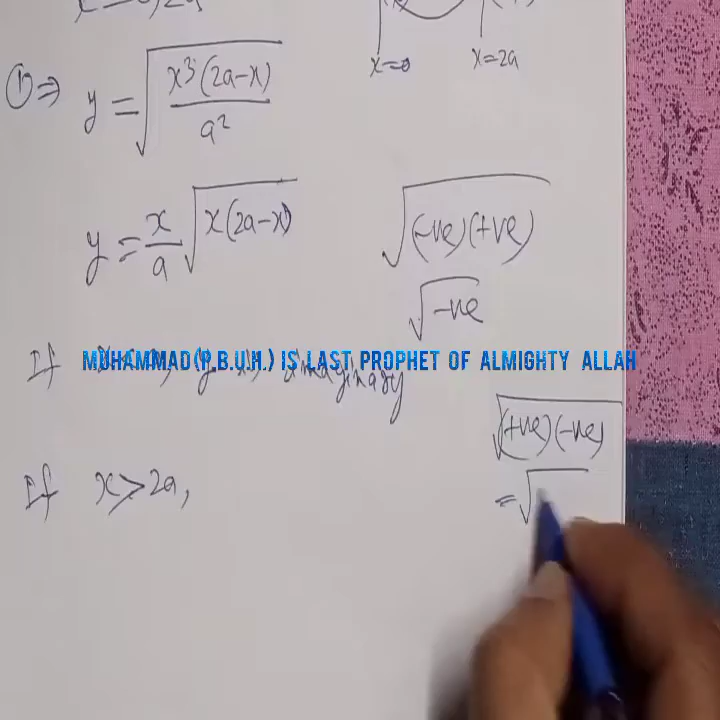 x=0 x=2a
①⇒ y = √(x³(2a-x)/a²)
y = x/a √(x(2a-x))
√((-ve)(+ve))
√(-ve)
If imaginary
MUHAMMAD (P.B.U.H.) IS LAST PROPHET OF ALMIGHTY ALLAH
√((+ve)(-ve))
If x>2a,
= √